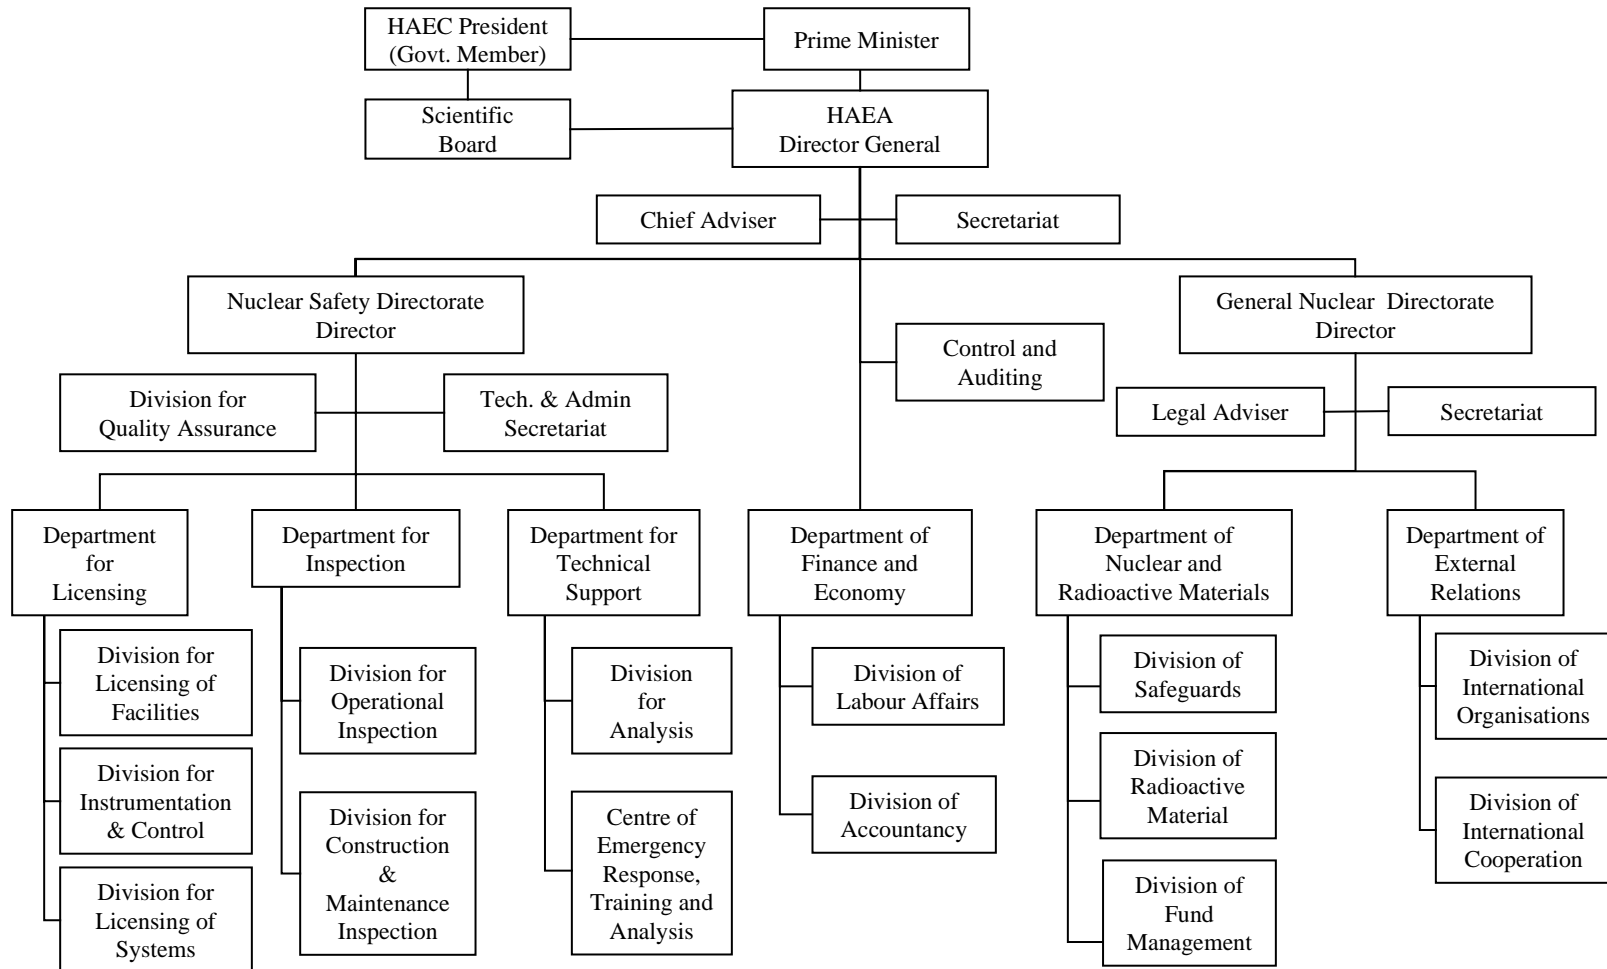 HAEC President
(Govt. Member)
Prime Minister
Scientific
Board
HAEA
Director General
Chief Adviser
Secretariat
Nuclear Safety Directorate
Director
General Nuclear Directorate
Director
Control and
Auditing
Division for
Quality Assurance
Tech. & Admin
Secretariat
Legal Adviser
Secretariat
Department
for
Licensing
Department for
Inspection
Department for
Technical
Support
Department of
Finance and
Economy
Department of
Nuclear and
Radioactive Materials
Department of
External
Relations
Division for
Licensing of
Facilities
Division for
Operational
Inspection
Division
for
Analysis
Division of
Labour Affairs
Division of
Safeguards
Division of
International
Organisations
Division for
Instrumentation
& Control
Division for
Construction
&
Maintenance
Inspection
Centre of
Emergency
Response,
Training and
Analysis
Division of
Accountancy
Division of
Radioactive
Material
Division of
International
Cooperation
Division for
Licensing of
Systems
Division of
Fund
Management